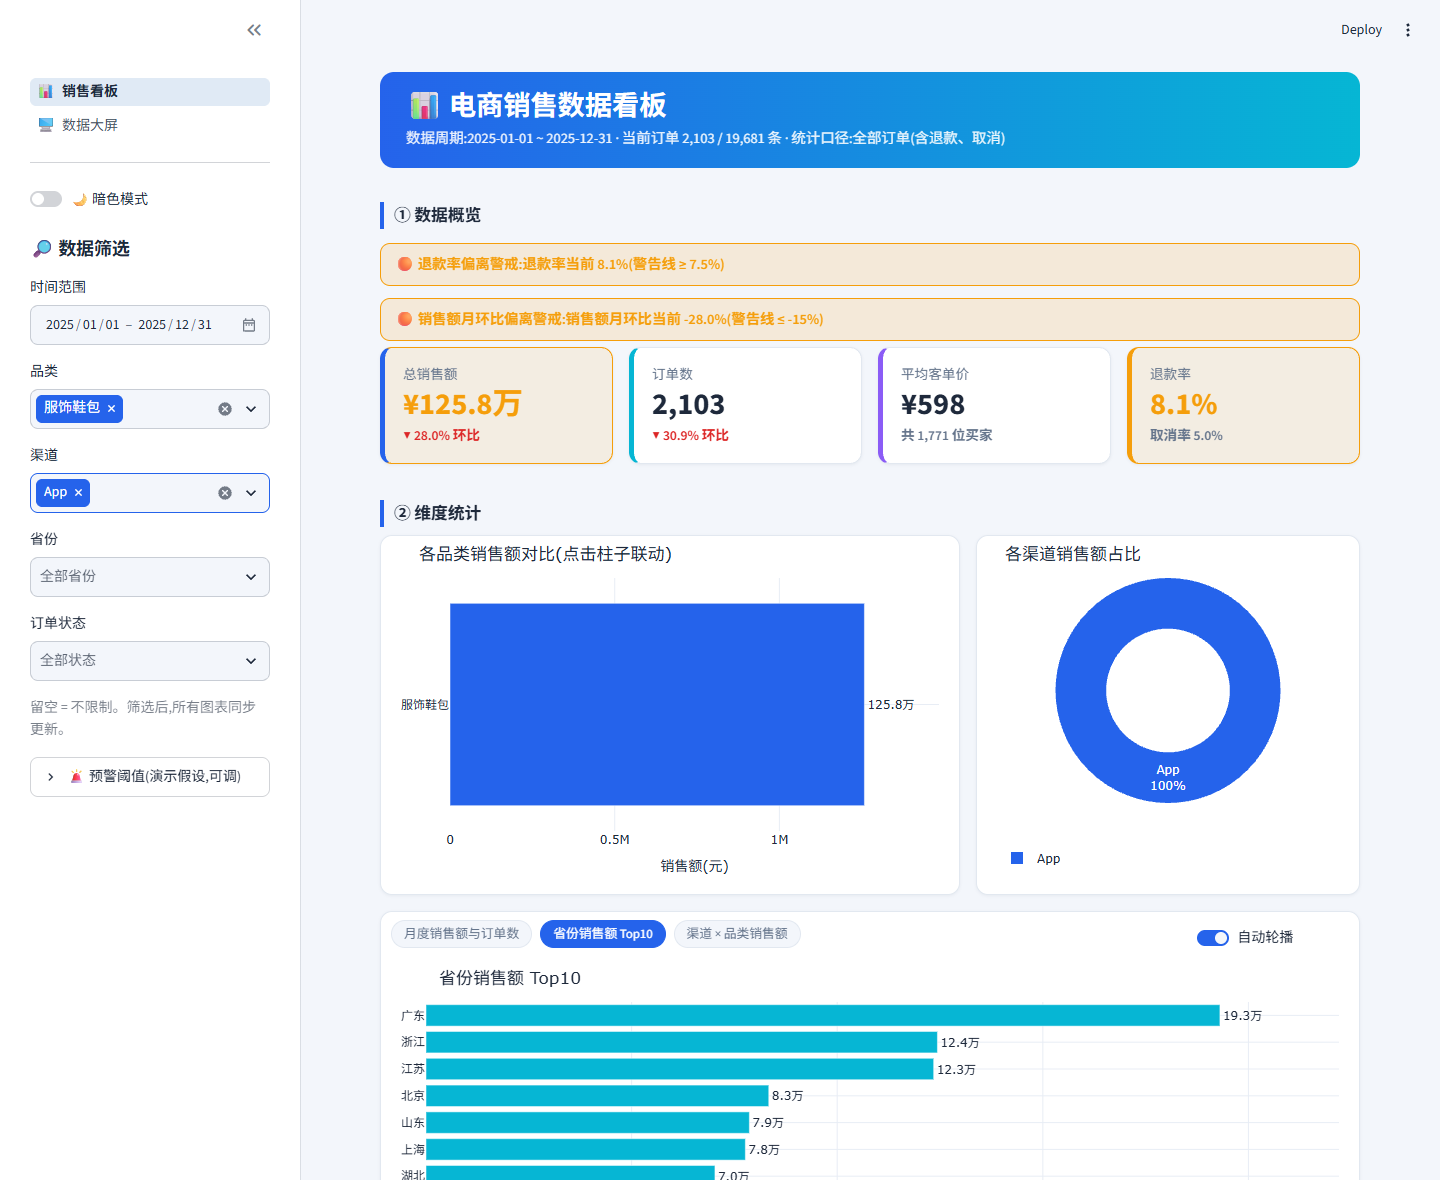 Deploy
销售看板
数据大屏
暗色模式
数据筛选
时间范围
2025/01/01 – 2025/12/31
品类
服饰鞋包 ×
渠道
App ×
省份
全部省份
订单状态
全部状态
留空 = 不限制。筛选后,所有图表同步
更新。
预警阈值(演示假设,可调)
电商销售数据看板
数据周期:2025-01-01 ~ 2025-12-31 · 当前订单 2,103 / 19,681 条 · 统计口径:全部订单(含退款、取消)
① 数据概览
退款率偏离警戒:退款率当前 8.1%(警告线 ≥ 7.5%)
销售额月环比偏离警戒:销售额月环比当前 -28.0%(警告线 ≤ -15%)
总销售额
¥125.8万
▼ 28.0% 环比
订单数
2,103
▼ 30.9% 环比
平均客单价
¥598
共 1,771 位买家
退款率
8.1%
取消率 5.0%
② 维度统计
各品类销售额对比(点击柱子联动)
服饰鞋包
125.8万
0
0.5M
1M
销售额(元)
各渠道销售额占比
App
100%
App
月度销售额与订单数
省份销售额 Top10
渠道 × 品类销售额
自动轮播
省份销售额 Top10
广东 19.3万
浙江 12.4万
江苏 12.3万
北京 8.3万
山东 7.9万
上海 7.8万
湖北 7.0万